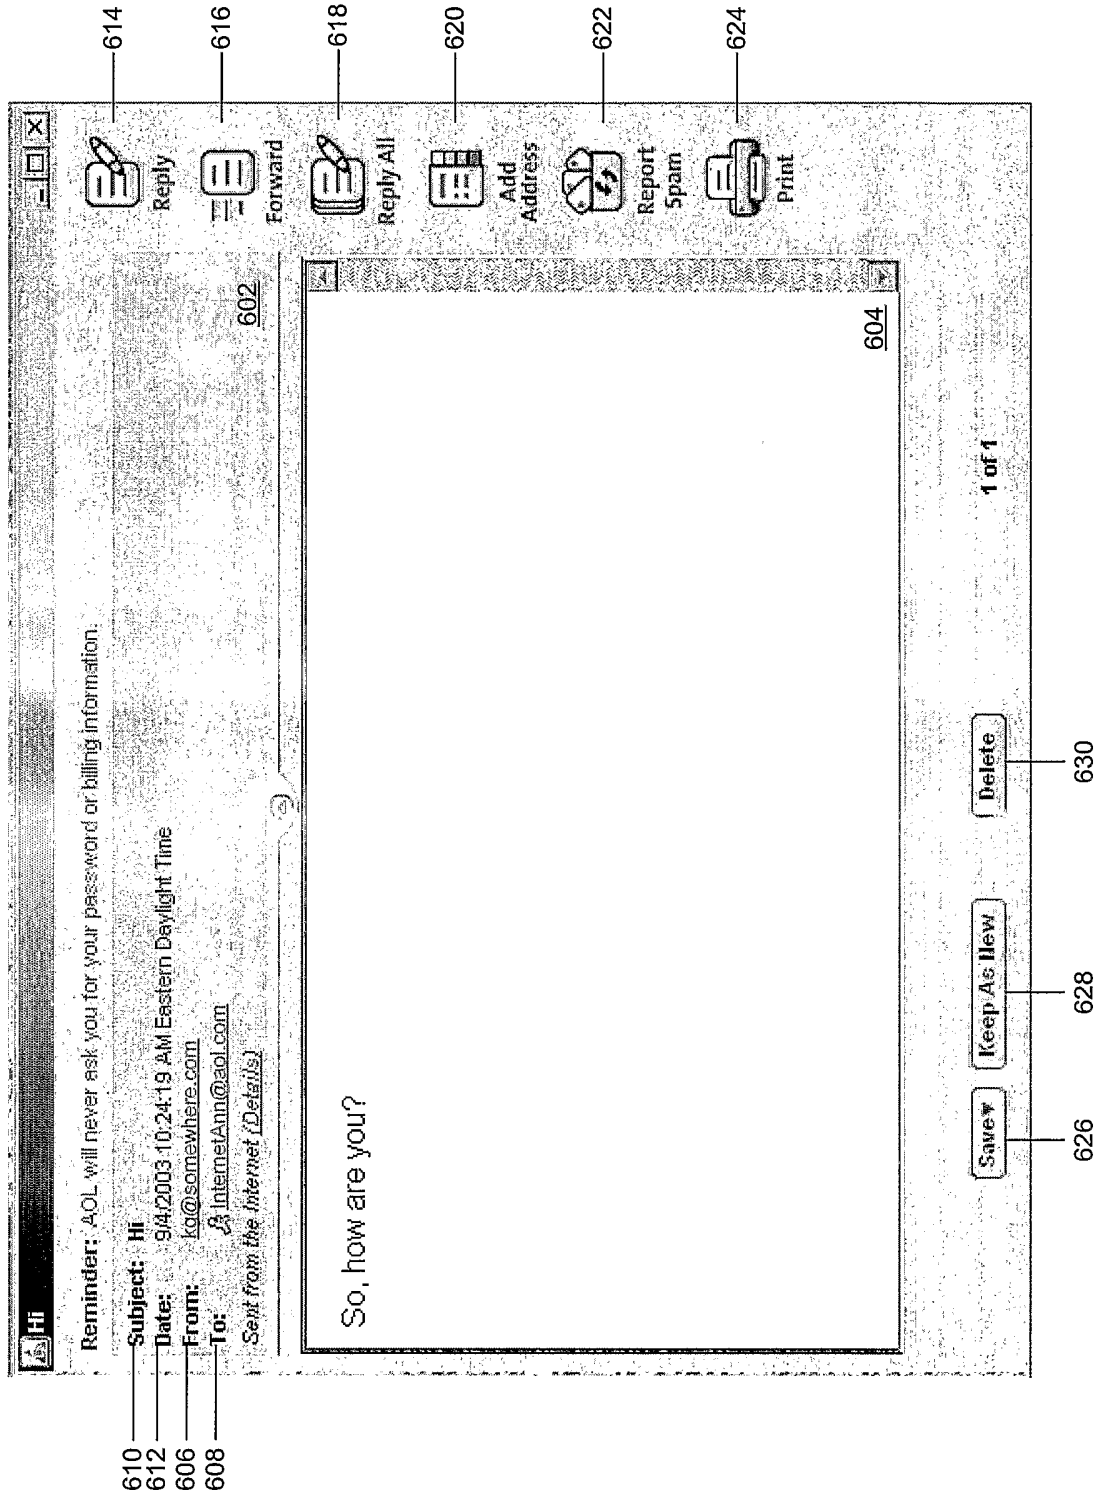 Hi
Reminder: AOL will never ask you for your password or billing information.
610 Subject: Hi
612 Date: 9/4/2003 10:24:19 AM Eastern Daylight Time
606 From: kq@somewhere.com
608 To: InternetAnn@aol.com
Sent from the Internet (Details)
602
So, how are you?
604
Reply
614
Forward
616
Reply All
618
Add
Address
620
Report
Spam
622
Print
624
Save
Keep As New
Delete
1 of 1
626
628
630